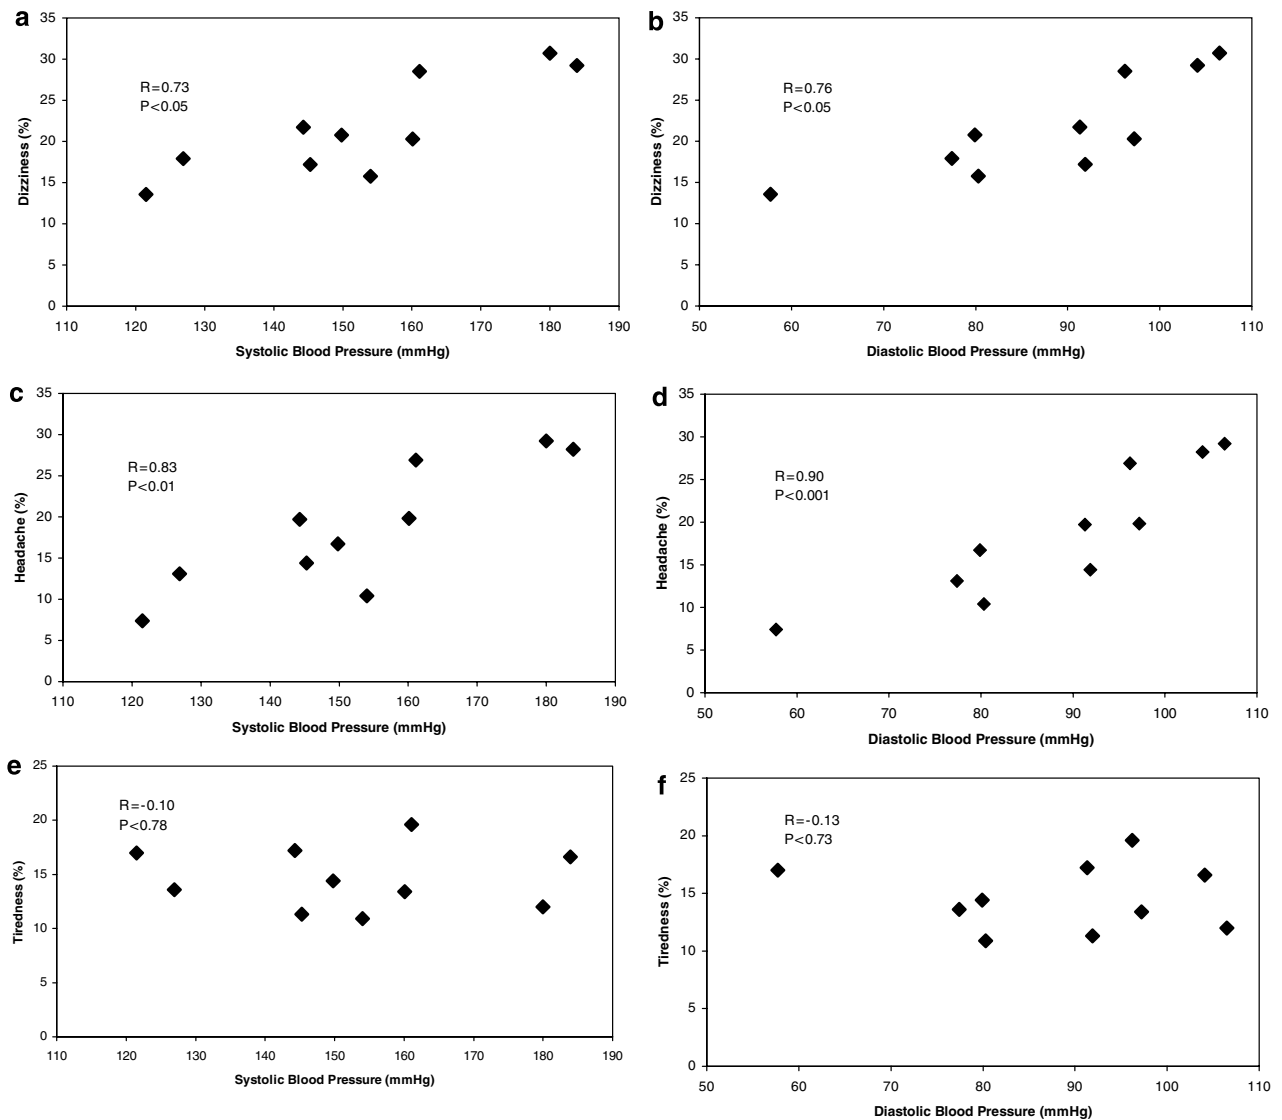 a
35
30
25
20
15
10
5
0
R=0.73
P<0.05
Dizziness (%)
110 120 130 140 150 160 170 180 190
Systolic Blood Pressure (mmHg)
b
35
30
25
20
15
10
5
0
R=0.76
P<0.05
Dizziness (%)
50 60 70 80 90 100 110
Diastolic Blood Pressure (mmHg)
c
35
30
25
20
15
10
5
0
R=0.83
P<0.01
Headache (%)
110 120 130 140 150 160 170 180 190
Systolic Blood Pressure (mmHg)
d
35
30
25
20
15
10
5
0
R=0.90
P<0.001
Headache (%)
50 60 70 80 90 100 110
Diastolic Blood Pressure (mmHg)
e
25
20
15
10
5
0
R=-0.10
P<0.78
Tiredness (%)
110 120 130 140 150 160 170 180 190
Systolic Blood Pressure (mmHg)
f
25
20
15
10
5
0
R=-0.13
P<0.73
Tiredness (%)
50 60 70 80 90 100 110
Diastolic Blood Pressure (mmHg)